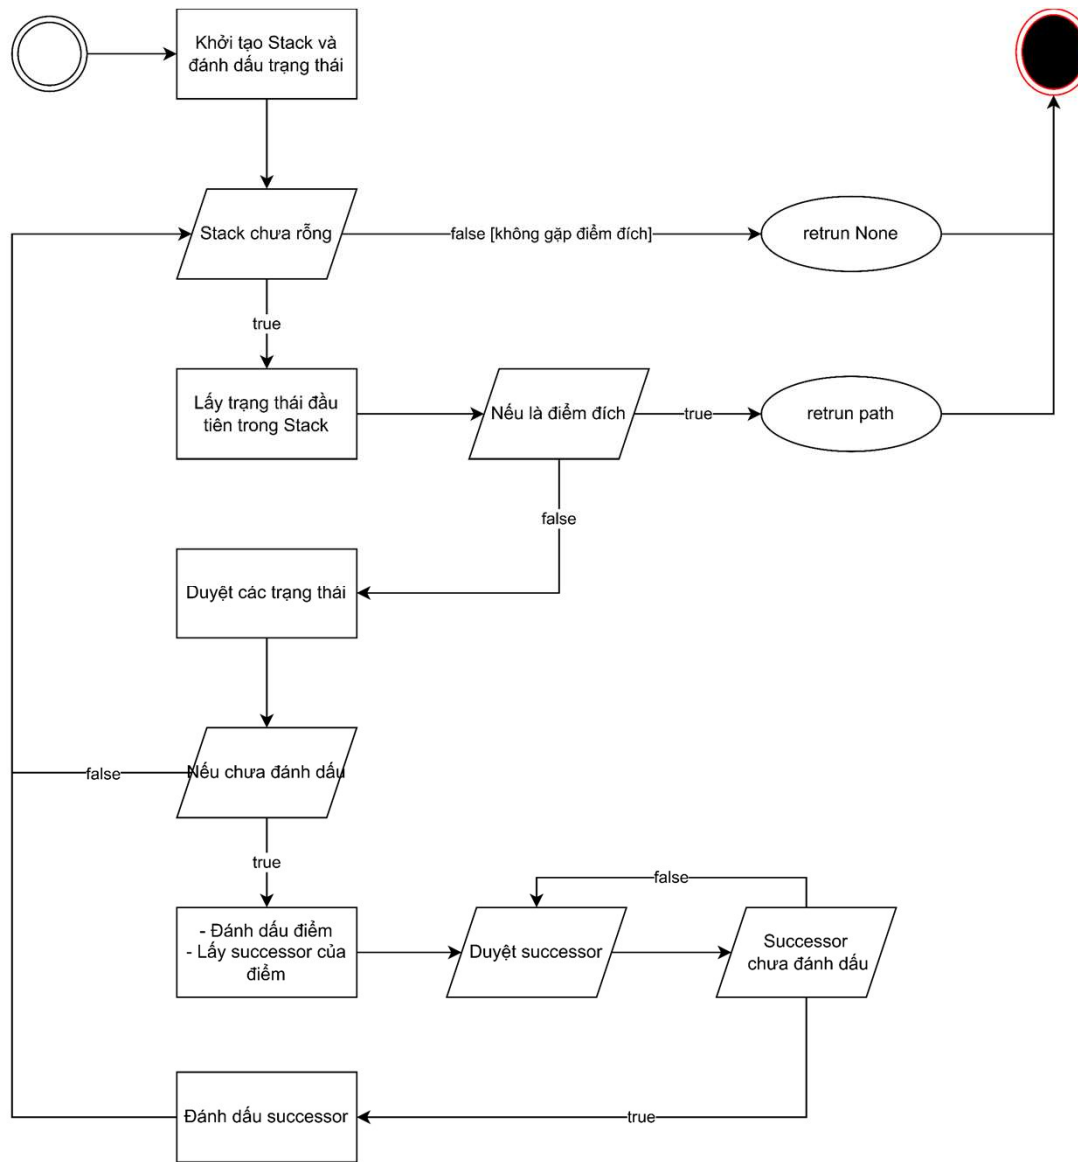 Khởi tạo Stack và
đánh dấu trạng thái
Stack chưa rỗng
false [không gặp điểm đích]
retrun None
true
Lấy trạng thái đầu
tiên trong Stack
Nếu là điểm đích
true
retrun path
false
Duyệt các trạng thái
Nếu chưa đánh dấu
false
true
- Đánh dấu điểm
- Lấy successor của
điểm
Duyệt successor
false
Successor
chưa đánh dấu
Đánh dấu successor
true